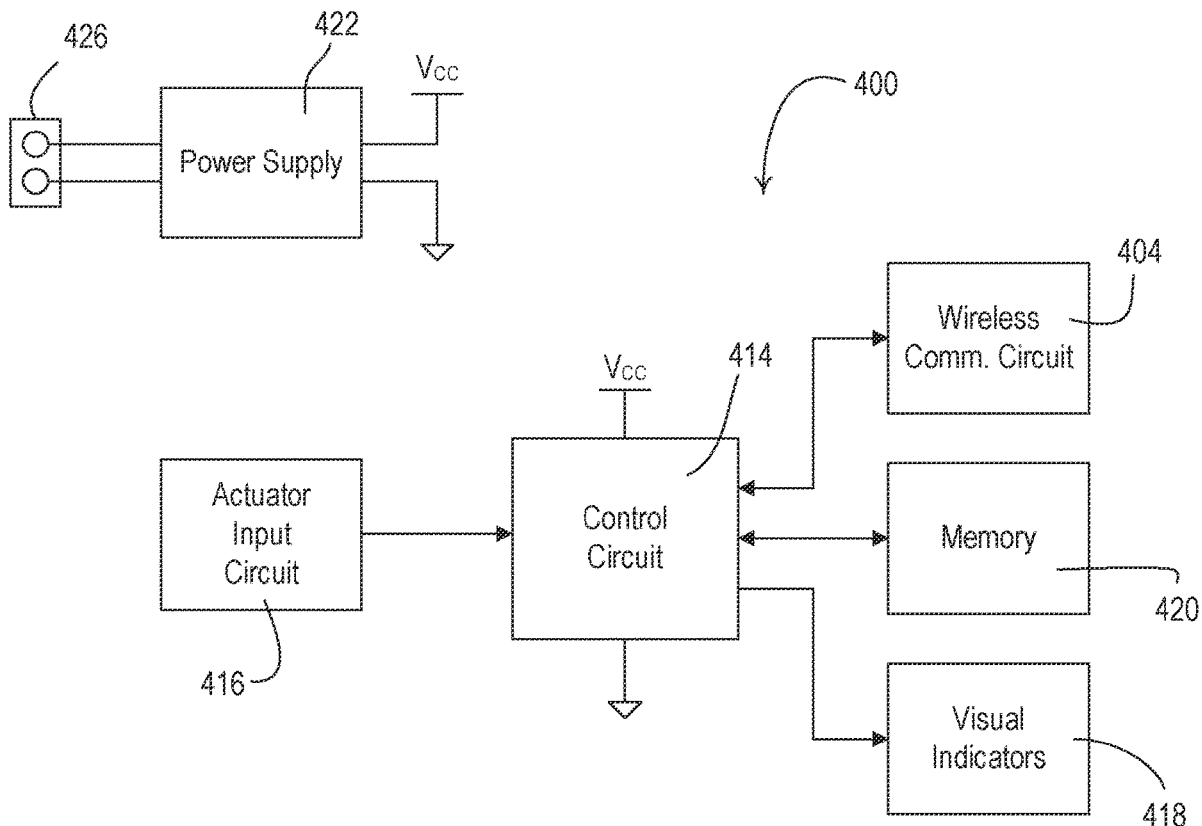 426
422
VCC
400
Power Supply
404
Wireless
Comm. Circuit
VCC
414
Actuator
Input
Circuit
Control
Circuit
Memory
416
420
Visual
Indicators
418